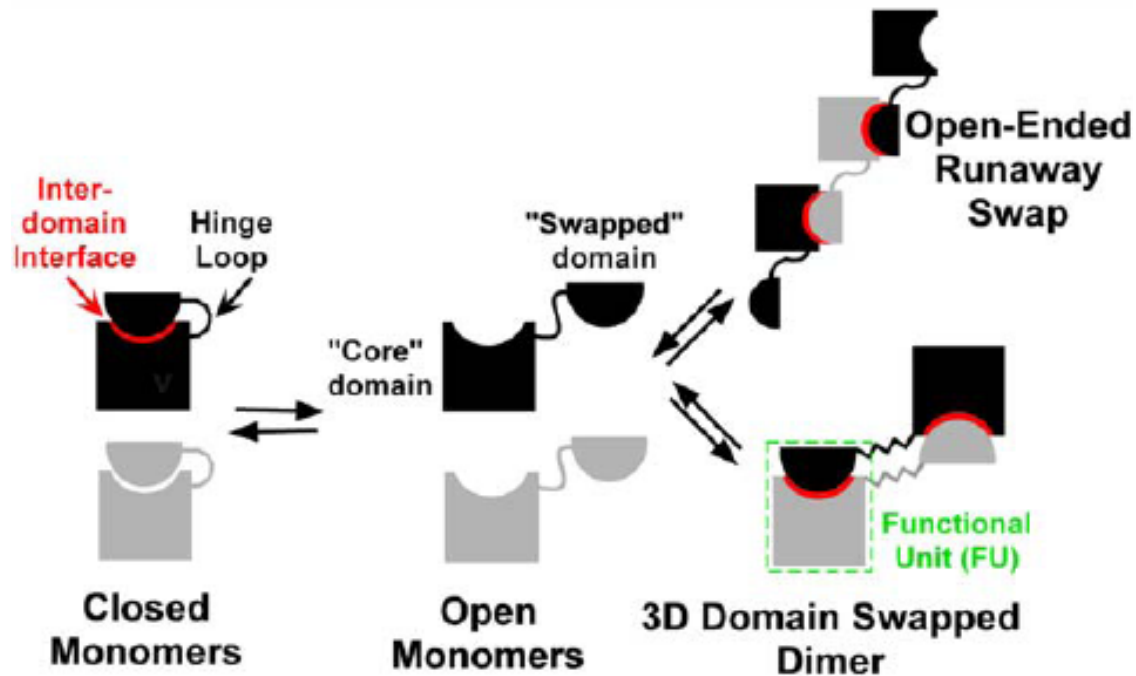 Inter-
domain
Interface
Hinge
Loop
"Core"
domain
"Swapped"
domain
Open-Ended
Runaway
Swap
Functional
Unit (FU)
Closed
Monomers
Open
Monomers
3D Domain Swapped
Dimer